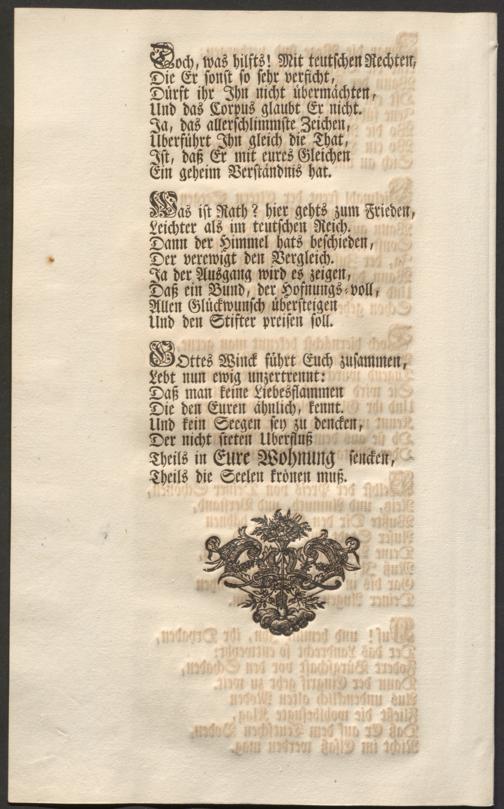 Doch, was hilfts! Mit teutschen Rechten,
Die Er sonst so sehr verficht,
Dürft ihr Ihn nicht übermächten,
Und das Corpus glaubt Er nicht.
Ja, das allerschlimmste Zeichen,
Uberführt Ihn gleich die That,
Ist, daß Er mit eures Gleichen
Ein geheim Verständnis hat.
Was ist Rath? hier gehts zum Frieden,
Leichter als im teutschen Reich.
Dann der Himmel hats beschieden,
Der verewigt den Vergleich.
Ja der Ausgang wird es zeigen,
Daß ein Bund, der Hofnungs-voll,
Allen Glückwunsch übersteigen
Und den Stifter preisen soll.
GOttes Winck führt Euch zusammen,
Lebt nun ewig unzertrennt:
Daß man keine Liebesflammen
Die den Euren ähnlich, kennt.
Und kein Seegen sey zu dencken,
Der nicht steten Uberfluß
Theils in Eure Wohnung sencken,
Theils die Seelen krönen muß.